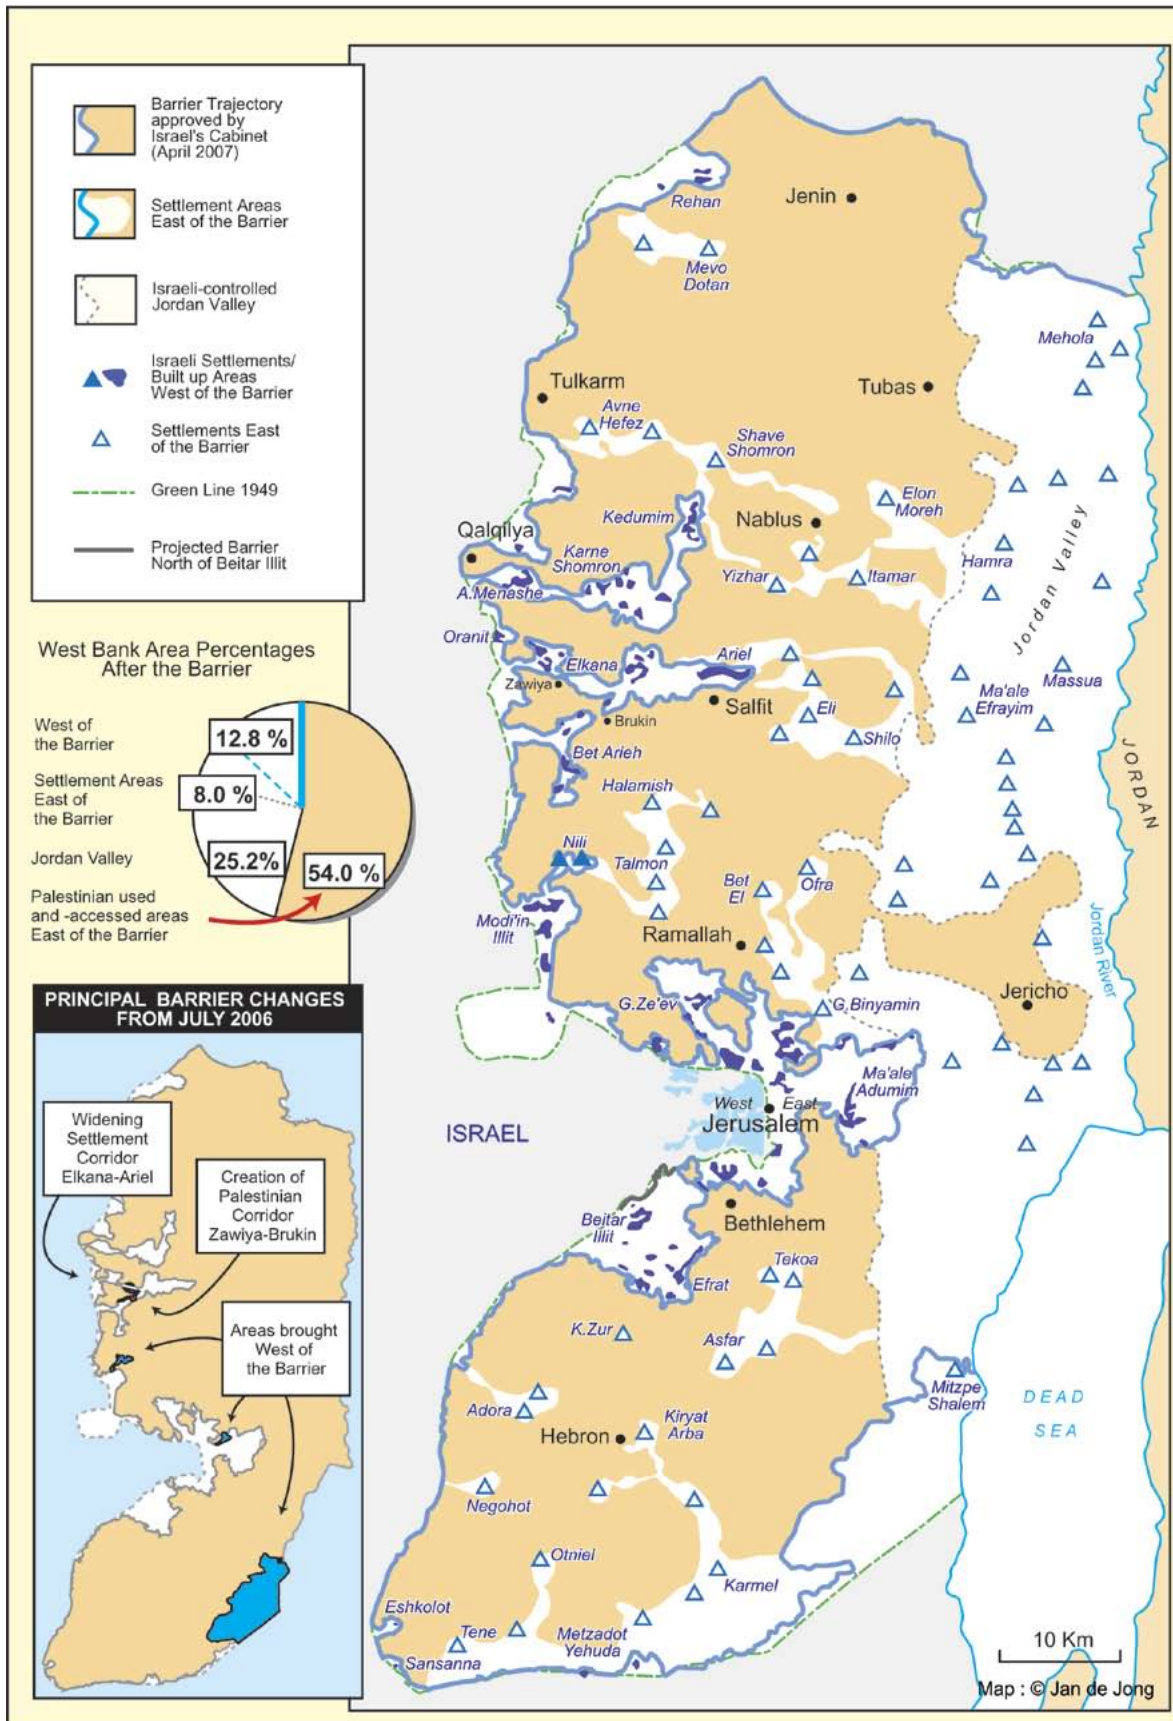 Barrier Trajectory
approved by
Israel's Cabinet
(April 2007)
Settlement Areas
East of the Barrier
Israeli-controlled
Jordan Valley
Israeli Settlements/
Built up Areas
West of the Barrier
Settlements East
of the Barrier
Green Line 1949
Projected Barrier
North of Beitar Illit
West Bank Area Percentages
After the Barrier
West of
the Barrier
12.8 %
Settlement Areas
East of
the Barrier
8.0 %
Jordan Valley
25.2%
54.0 %
Palestinian used
and -accessed areas
East of the Barrier
PRINCIPAL BARRIER CHANGES
FROM JULY 2006
Widening
Settlement
Corridor
Elkana-Ariel
Creation of
Palestinian
Corridor
Zawiya-Brukin
Areas brought
West of
the Barrier
Rehan
Jenin
Mevo
Dotan
Mehola
Tulkarm
Tubas
Avne
Hefez
Shave
Shomron
Elon
Moreh
Kedumim
Nablus
Qalqilya
Karne
Shomron
Hamra
Jordan Valley
A.Menashe
Yizhar
Itamar
Oranit
Elkana
Ariel
Massua
Zawiya
Ma'ale
Efrayim
Salfit
Eli
Brukin
Shilo
Bet Arieh
JORDAN
Halamish
Nili
Talmon
Bet
El
Ofra
Modi'in
Illit
Ramallah
Jordan River
Jericho
G.Ze'ev
G.Binyamin
Ma'ale
Adumim
West
East
Jerusalem
ISRAEL
Beitar
Illit
Bethlehem
Tekoa
Efrat
K.Zur
Asfar
Mitzpe
Shalem
DEAD
SEA
Adora
Kiryat
Arba
Hebron
Negohot
Otniel
Karmel
Eshkolot
Tene
Metzadot
Yehuda
Sansanna
10 Km
Map : © Jan de Jong